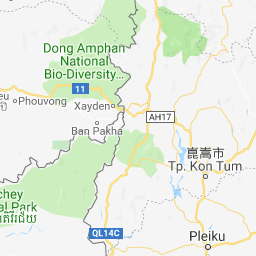 Dong Amphan
National
Bio-Diversity...
11
Phouvong
Xayden
AH17
Ban Pakha
崑嵩市
Tp. Kon Tum
chey
al Park
QL14C
Pleiku